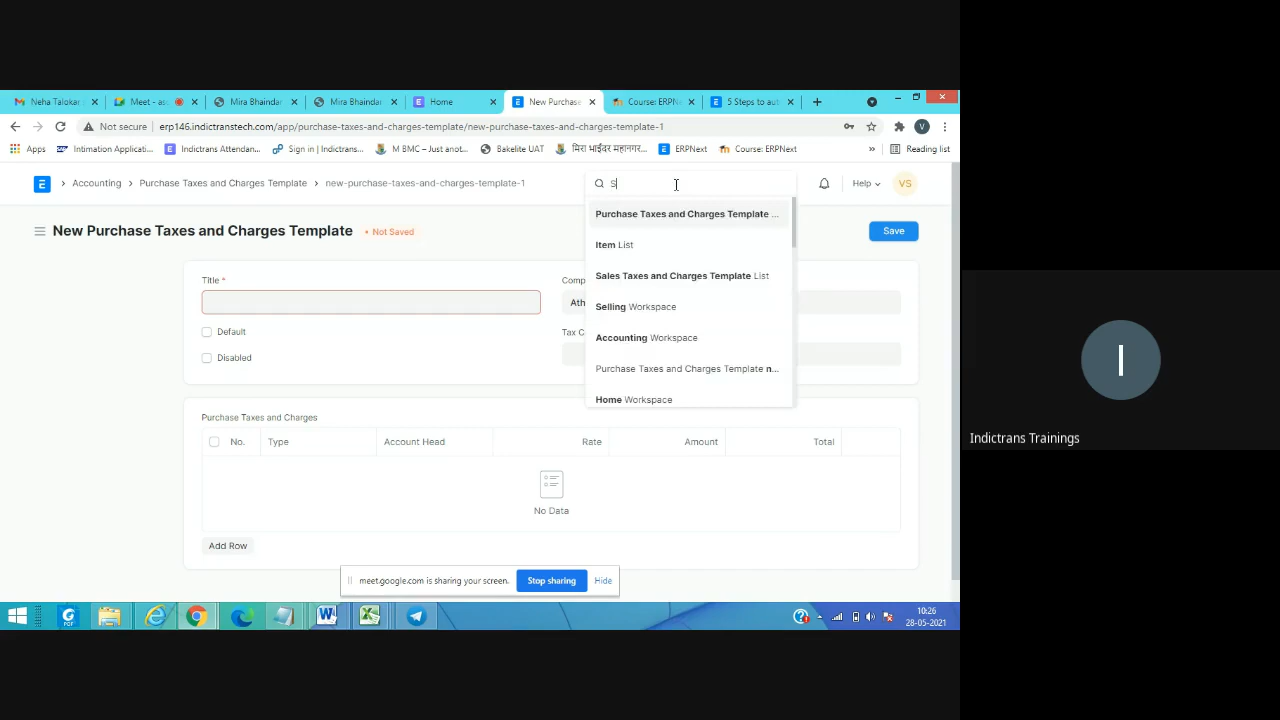 Neha Talokar
Meet - as
Mira Bhaindar
Mira Bhaindar
Home
New Purchase
Course: ERPNe
5 Steps to aut
Not secure
erp146.indictranstech.com/app/purchase-taxes-and-charges-template/new-purchase-taxes-and-charges-template-1
V
Apps
Intimation Applicati...
Indictrans Attendan...
Sign in | Indictrans...
M BMC – Just anot...
Bakelite UAT
मिरा भाईंदर महानगर...
ERPNext
Course: ERPNext
»
Reading list
Accounting
Purchase Taxes and Charges Template
new-purchase-taxes-and-charges-template-1
S
Help
VS
New Purchase Taxes and Charges Template
• Not Saved
Save
Purchase Taxes and Charges Template ...
Item List
Sales Taxes and Charges Template List
Selling Workspace
Accounting Workspace
Purchase Taxes and Charges Template n...
Home Workspace
Title *
Comp
Ath
Default
Tax C
Disabled
Purchase Taxes and Charges
No.
Type
Account Head
Rate
Amount
Total
No Data
Add Row
meet.google.com is sharing your screen.
Stop sharing
Hide
10:26
28-05-2021
I
Indictrans Trainings